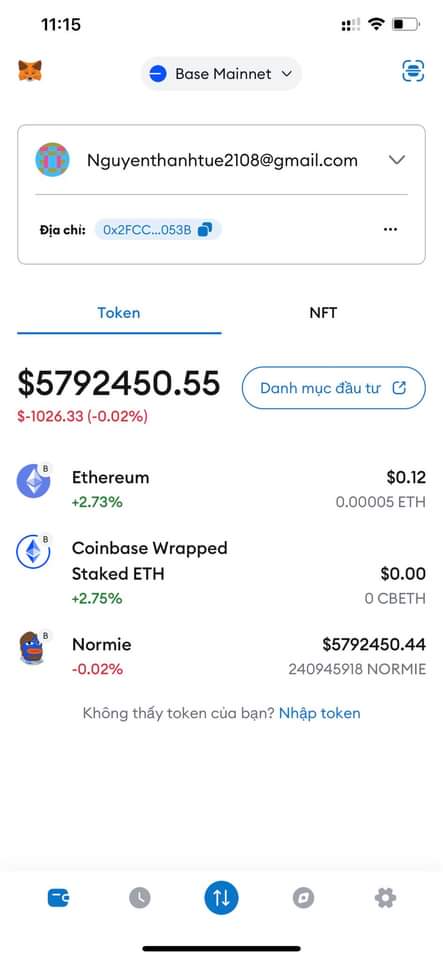 11:15
Base Mainnet
Nguyenthanhtue2108@gmail.com
Địa chỉ: 0x2FCC...053B
Token NFT
$5792450.55 Danh mục đầu tư
$-1026.33 (-0.02%)
B
Ethereum $0.12
+2.73% 0.00005 ETH
B
Coinbase Wrapped
Staked ETH $0.00
+2.75% 0 CBETH
B
Normie $5792450.44
-0.02% 240945918 NORMIE
Không thấy token của bạn? Nhập token